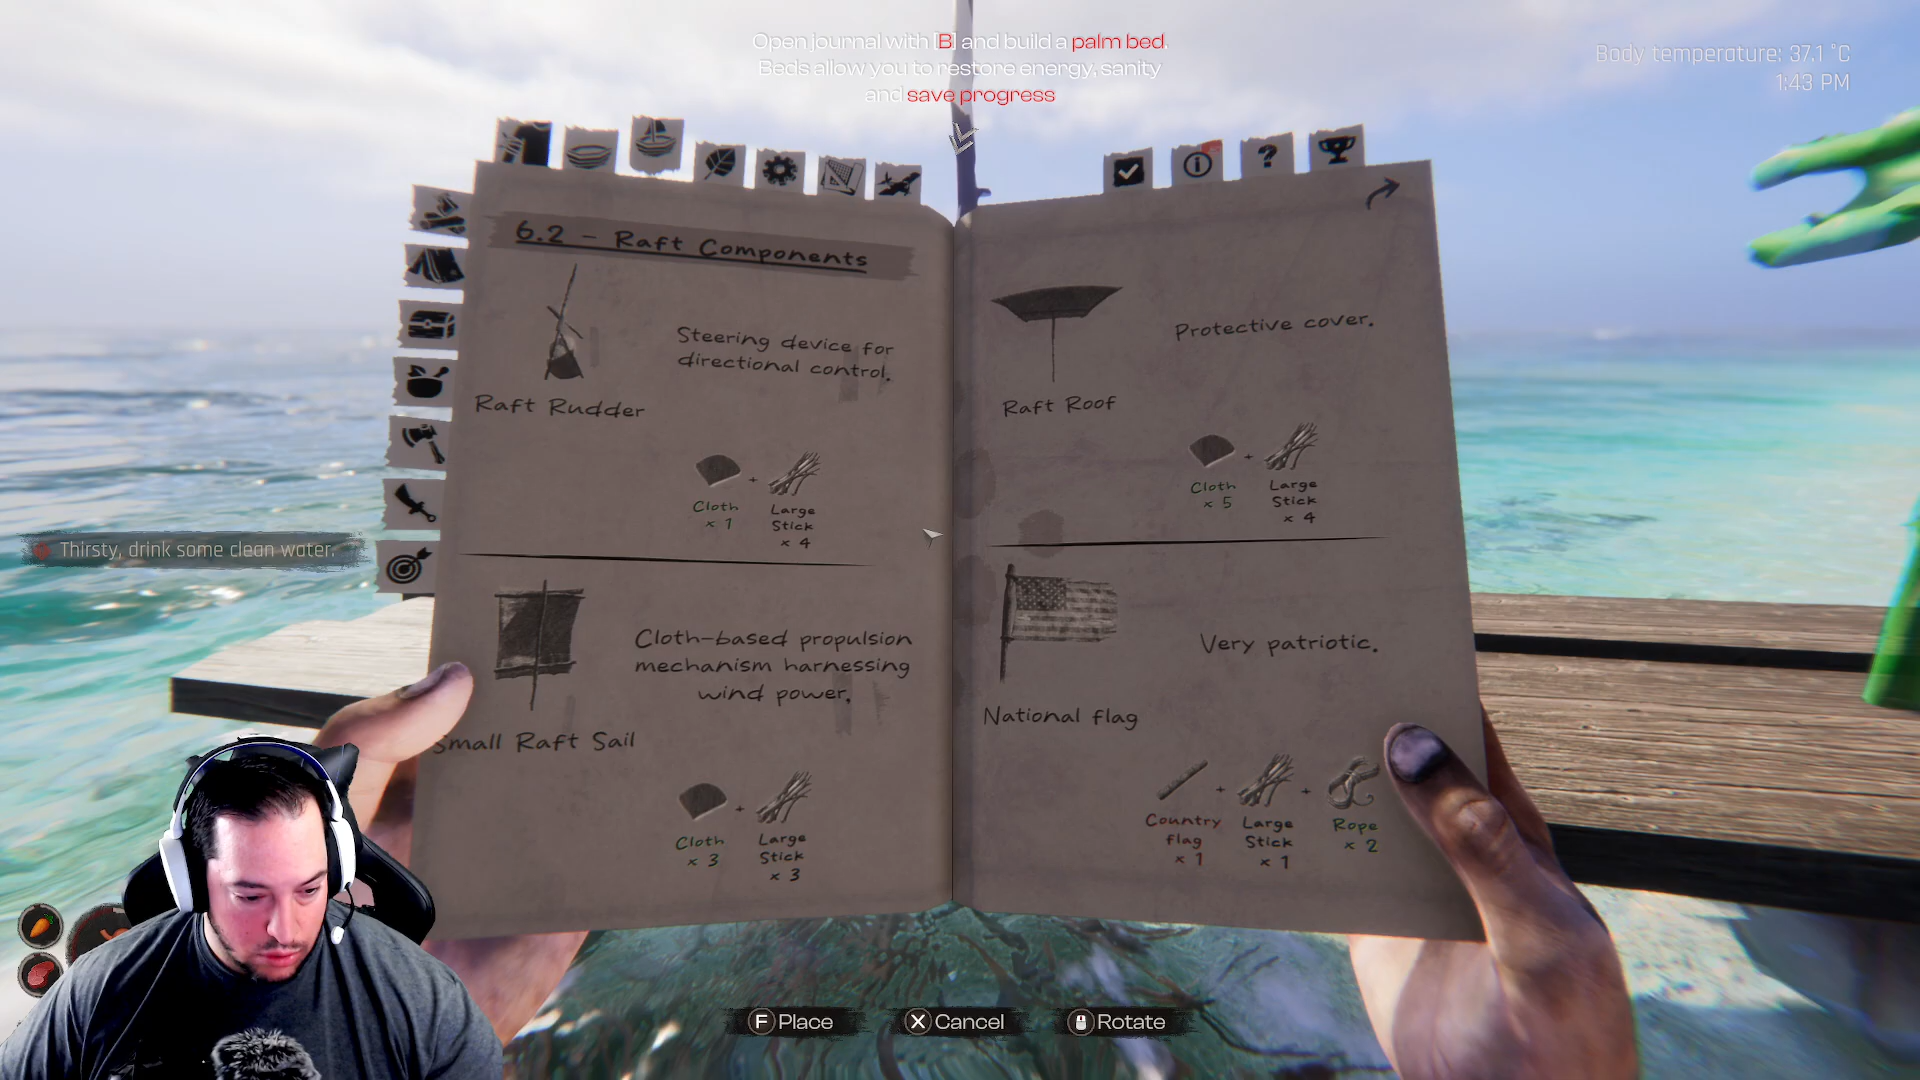 Open journal with [B] and build a palm bed.
Beds allow you to restore energy, sanity
and save progress
Body temperature: 37.1 °C
1:43 PM
6.2 - Raft Components
Steering device for
directional control.
Raft Rudder
Cloth
x 1
+
Large
Stick
x 4
Cloth-based propulsion
mechanism harnessing
wind power.
Small Raft Sail
Cloth
x 3
+
Large
Stick
x 3
Protective cover.
Raft Roof
Cloth
x 5
+
Large
Stick
x 4
Very patriotic.
National flag
Country
flag
x 1
+
Large
Stick
x 1
+
Rope
x 2
Thirsty, drink some clean water.
F Place
X Cancel
Rotate